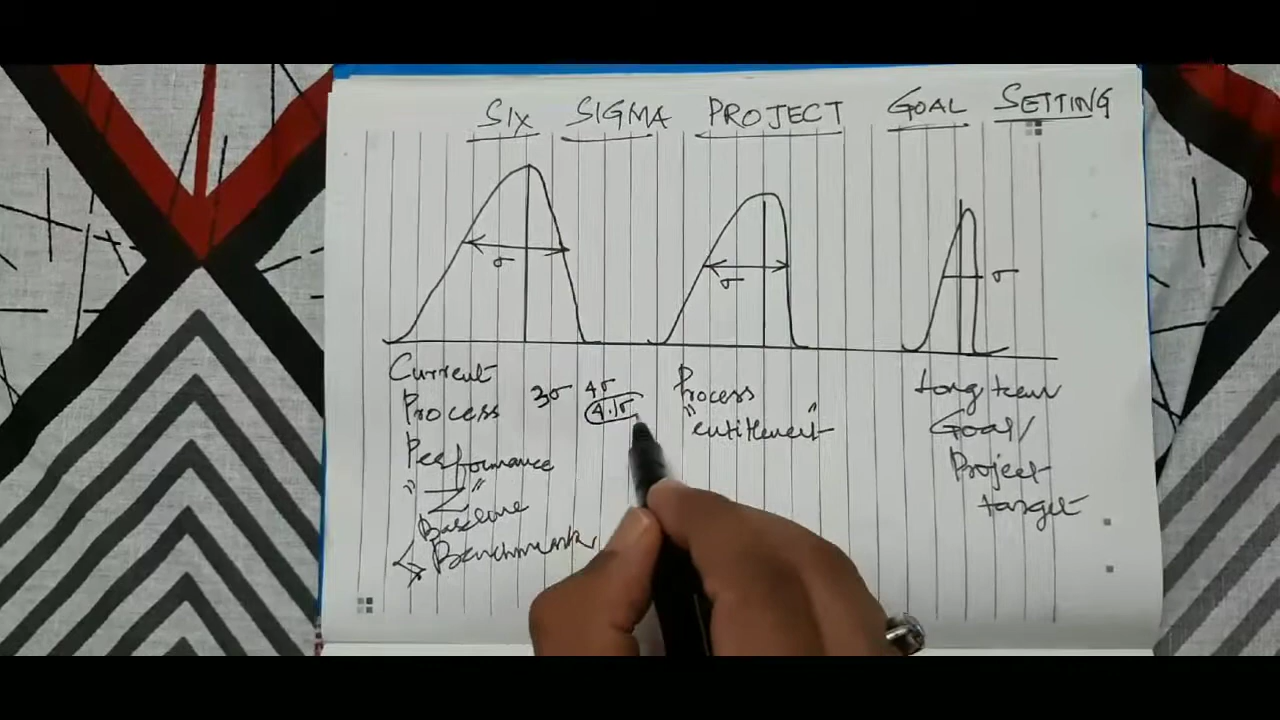 SIX SIGMA PROJECT GOAL SETTING
σ
σ
σ
Current
Process
Performance
"Z"
Baseline
& Benchmark
3σ 4σ
4.1σ
Process
"entitlement"
Long term
Goal/
Project
target